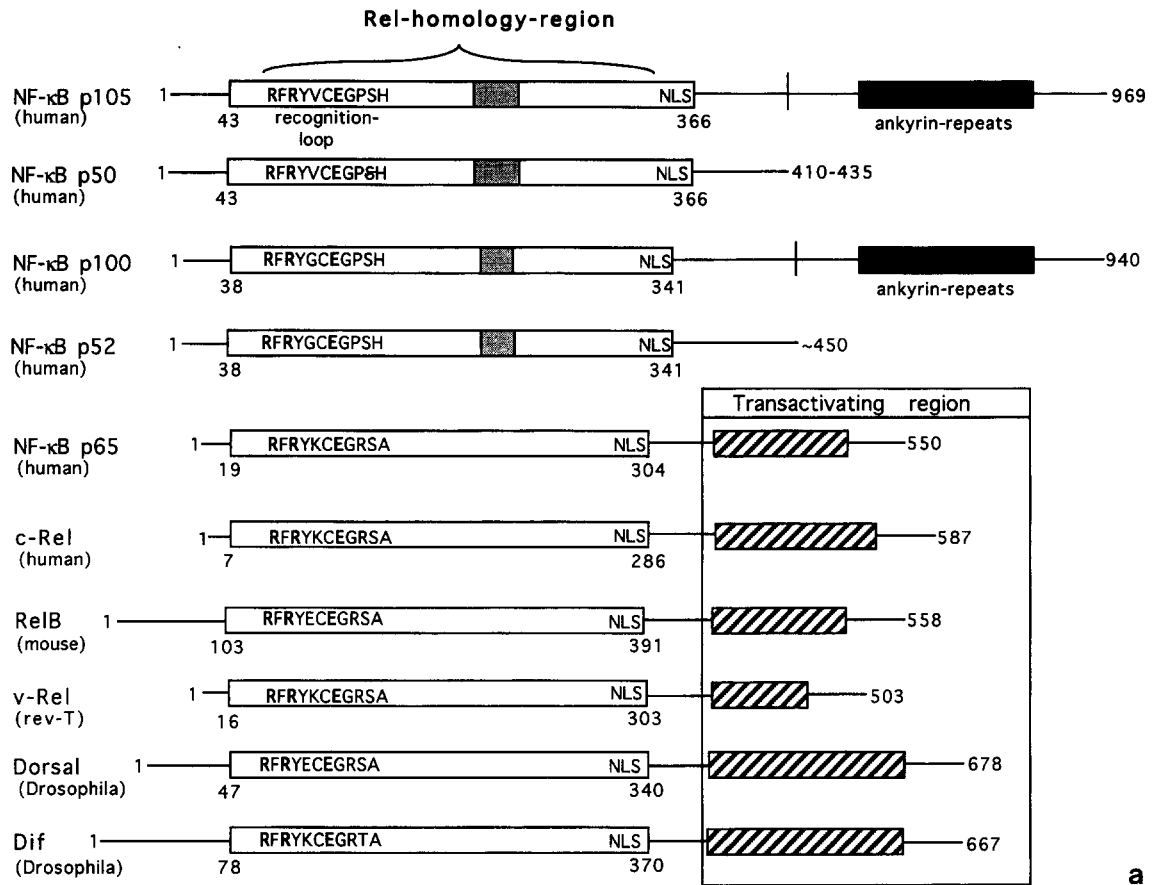 Rel-homology-region
NF-κB p105 1 RFRYVCEGPSH NLS 969
(human) 43 recognition-loop 366 ankyrin-repeats
NF-κB p50 1 RFRYVCEGPSH NLS 410-435
(human) 43 366
NF-κB p100 1 RFRYGCEGPSH NLS 940
(human) 38 341 ankyrin-repeats
NF-κB p52 1 RFRYGCEGPSH NLS ~450
(human) 38 341
Transactivating region
NF-κB p65 1 RFRYKCEGRSA NLS 550
(human) 19 304
c-Rel 1 RFRYKCEGRSA NLS 587
(human) 7 286
RelB 1 RFRYECEGRSA NLS 558
(mouse) 103 391
v-Rel 1 RFRYKCEGRSA NLS 503
(rev-T) 16 303
Dorsal 1 RFRYECEGRSA NLS 678
(Drosophila) 47 340
Dif 1 RFRYKCEGRTA NLS 667
(Drosophila) 78 370
a